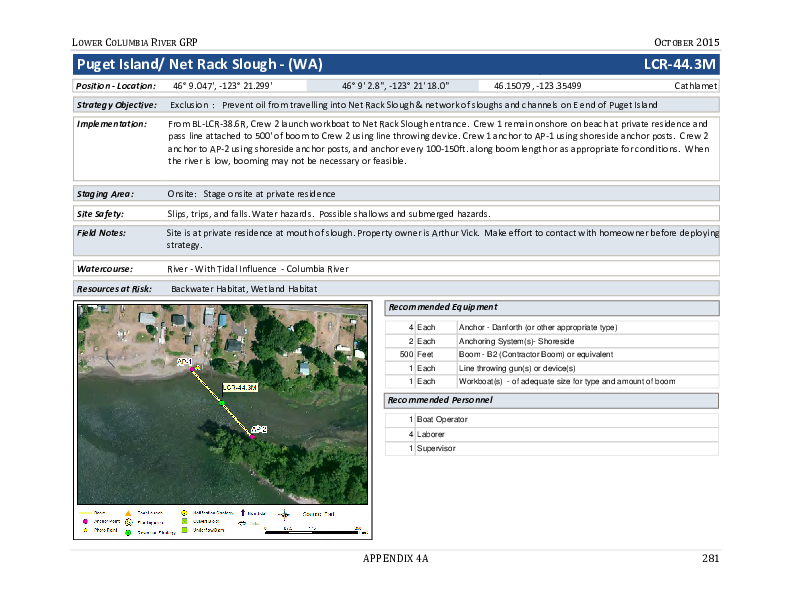 LOWER COLUMBIA RIVER GRP
OCTOBER 2015
Puget Island/ Net Rack Slough - (WA)
LCR-44.3M
Position - Location: 46° 9.047', -123° 21.299' 46° 9' 2.8", -123° 21' 18.0" 46.15079 , -123.35499 Cathlamet
Strategy Objective: Exclusion : Prevent oil from travelling into Net Rack Slough & network of sloughs and channels on E end of Puget Island
Implementation: From BL-LCR-38.6R, Crew 2 launch workboat to Net Rack Slough entrance. Crew 1 remain onshore on beach at private residence and
pass line attached to 500' of boom to Crew 2 using line throwing device. Crew 1 anchor to AP-1 using shoreside anchor posts. Crew 2
anchor to AP-2 using shoreside anchor posts, and anchor every 100-150ft. along boom length or as appropriate for conditions. When
the river is low, booming may not be necessary or feasible.
Staging Area: Onsite: Stage onsite at private residence
Site Safety: Slips, trips, and falls. Water hazards. Possible shallows and submerged hazards.
Field Notes: Site is at private residence at mouth of slough. Property owner is Arthur Vick. Make effort to contact with homeowner before deploying
strategy.
Watercourse: River - With Tidal Influence - Columbia River
Resources at Risk: Backwater Habitat, Wetland Habitat
AP-1
LCR-44.3M
AP-2
Anchor Point
Photo Point
Notification Strategy
Recommended Equipment
4 Each Anchor - Danforth (or other appropriate type)
2 Each Anchoring System(s)- Shoreside
500 Feet Boom - B2 (Contractor Boom) or equivalent
1 Each Line throwing gun(s) or device(s)
1 Each Workboat(s) - of adequate size for type and amount of boom
Recommended Personnel
1 Boat Operator
4 Laborer
1 Supervisor
APPENDIX 4A
281